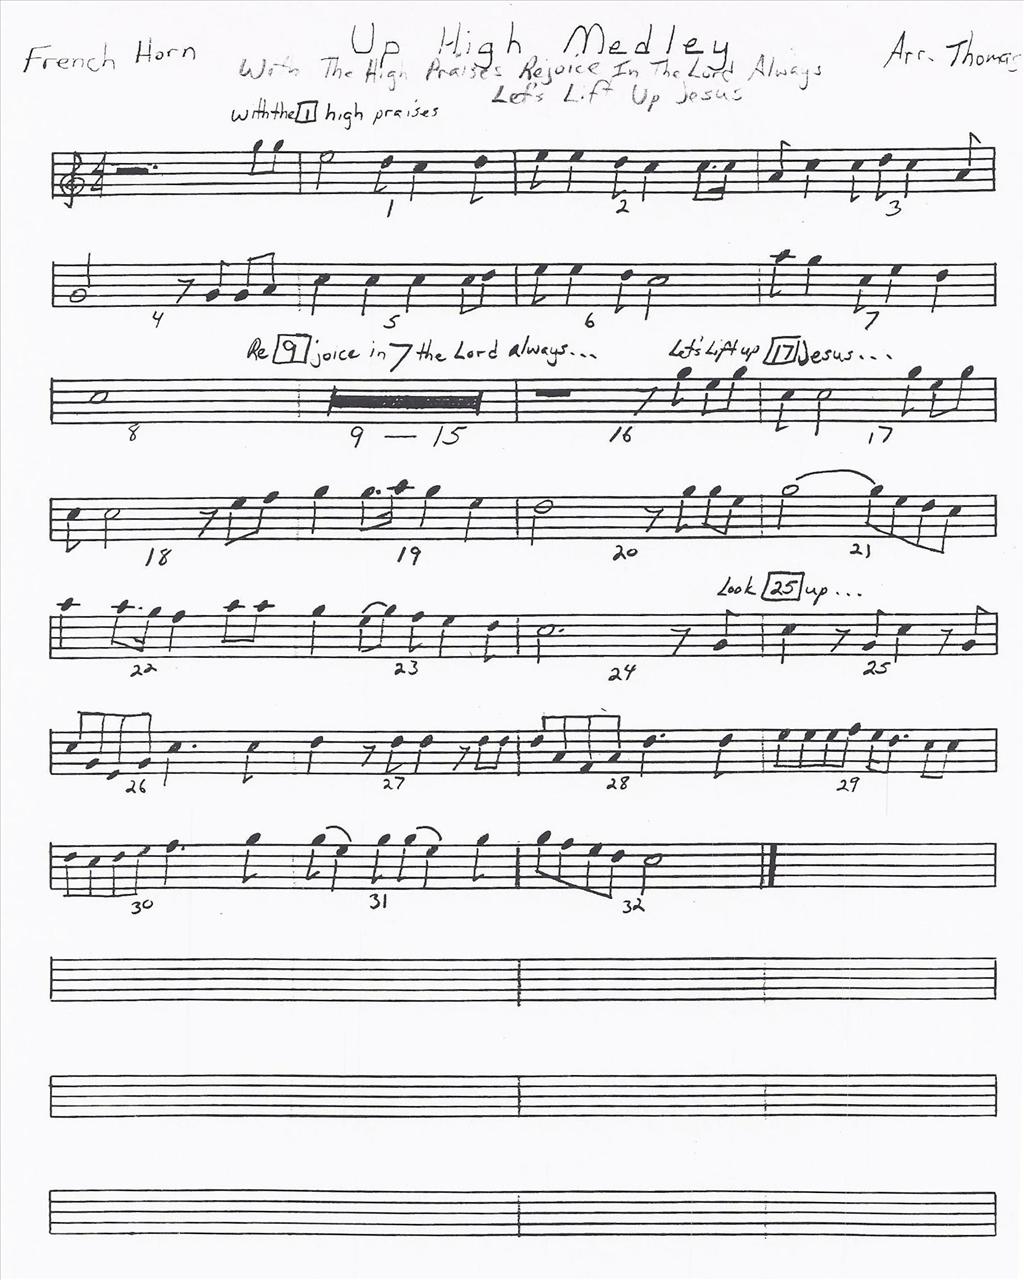 French Horn
Up High Medley
Arr. Thomas
With The High Praises Rejoice In The Lord Always
Let's Lift Up Jesus
with the 1 high praises
1 2 3
4 5 6 7
Re 9 joice in the Lord always... Let's Lift up 17 Jesus...
8 9 — 15 16 17
18 19 20 21
Look 25 up...
22 23 24 25
26 27 28 29
30 31 32